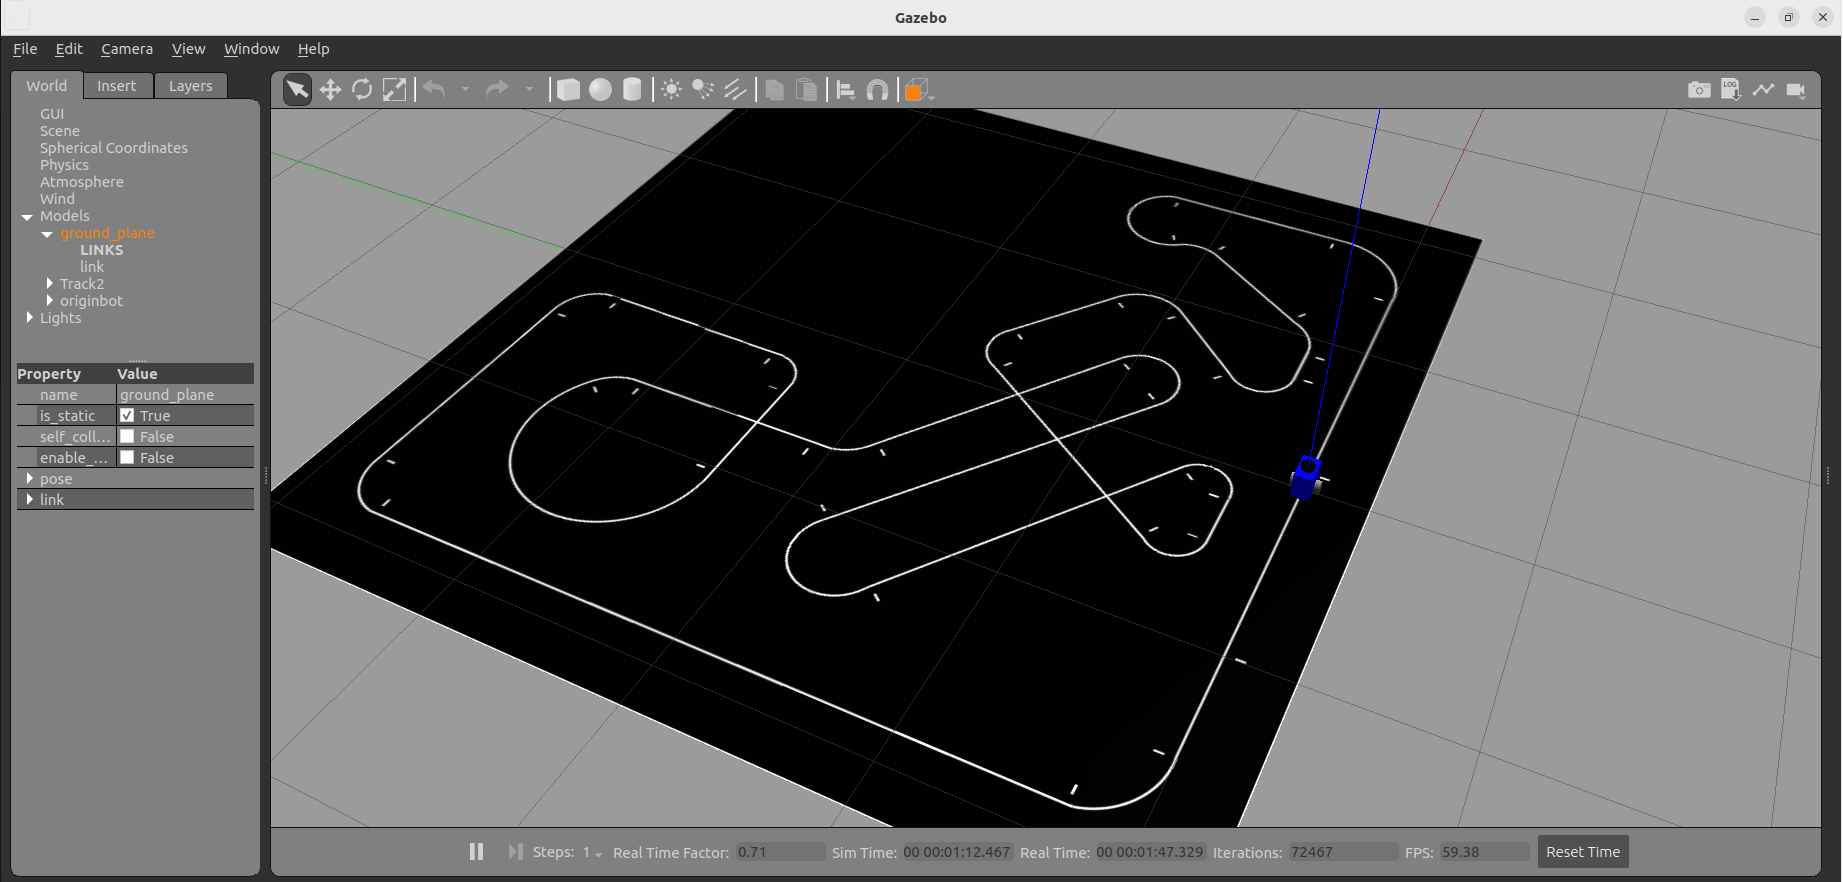 Gazebo
File Edit Camera View Window Help
World Insert Layers
LOG
GUI
Scene
Spherical Coordinates
Physics
Atmosphere
Wind
Models
ground_plane
LINKS
link
Track2
originbot
Lights
Property Value
name ground_plane
is_static True
self_coll... False
enable_... False
pose
link
Steps: 1 Real Time Factor: 0.71 Sim Time: 00 00:01:12.467 Real Time: 00 00:01:47.329 Iterations: 72467 FPS: 59.38 Reset Time